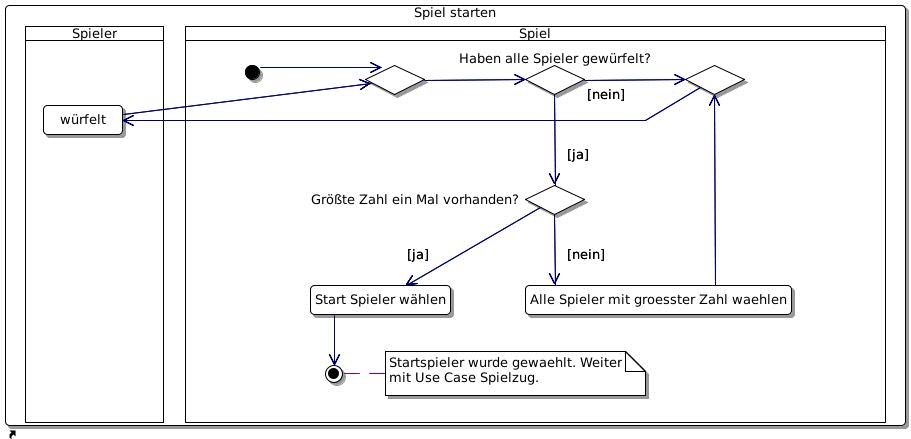 Spiel starten
Spieler
Spiel
Haben alle Spieler gewürfelt?
[nein]
würfelt
[ja]
Größte Zahl ein Mal vorhanden?
[ja]
[nein]
Start Spieler wählen
Alle Spieler mit groesster Zahl waehlen
Startspieler wurde gewaehlt. Weiter
mit Use Case Spielzug.